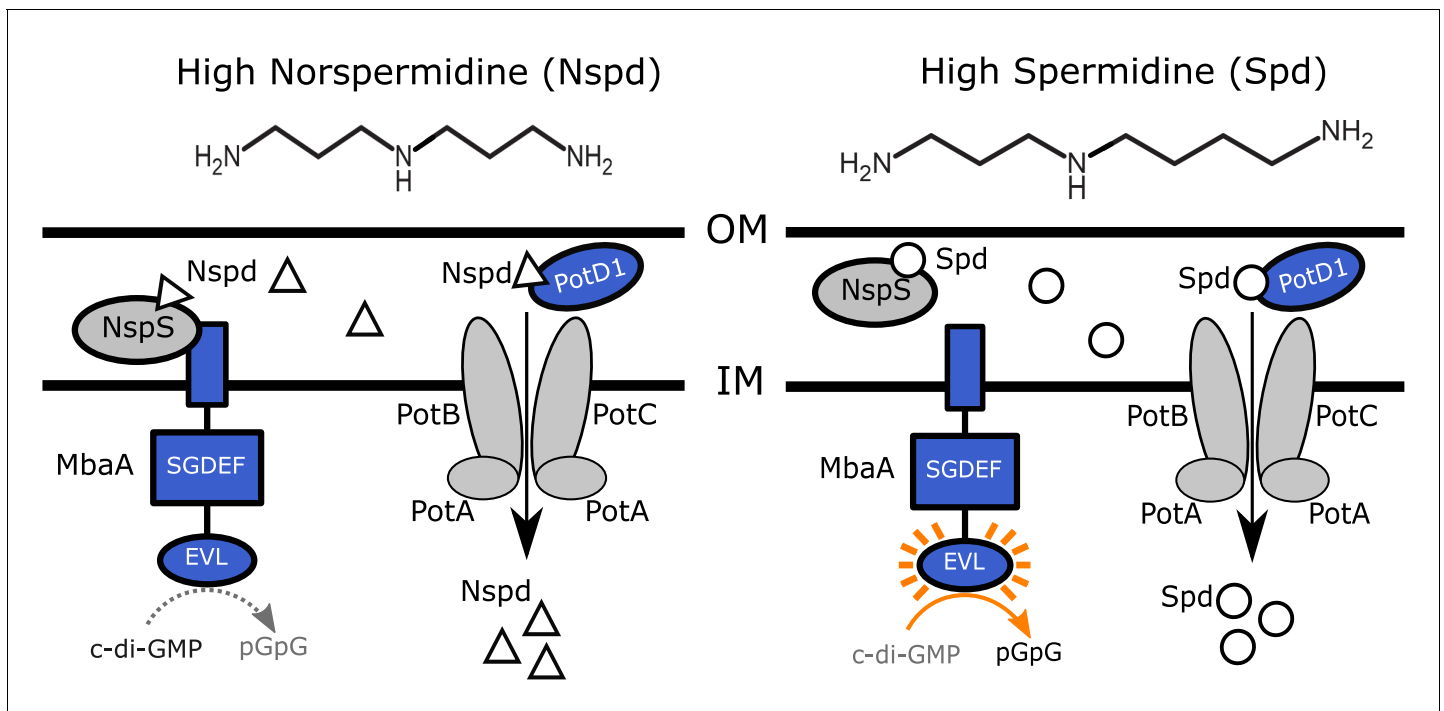 High Norspermidine (Nspd)
High Spermidine (Spd)
H₂N
N
H
NH₂
H₂N
N
H
NH₂
OM
IM
Nspd
NspS
Nspd
PotD1
PotB
PotC
MbaA
SGDEF
PotA
PotA
EVL
c-di-GMP
pGpG
Nspd
Spd
NspS
Spd
PotD1
PotB
PotC
MbaA
SGDEF
PotA
PotA
EVL
c-di-GMP
pGpG
Spd